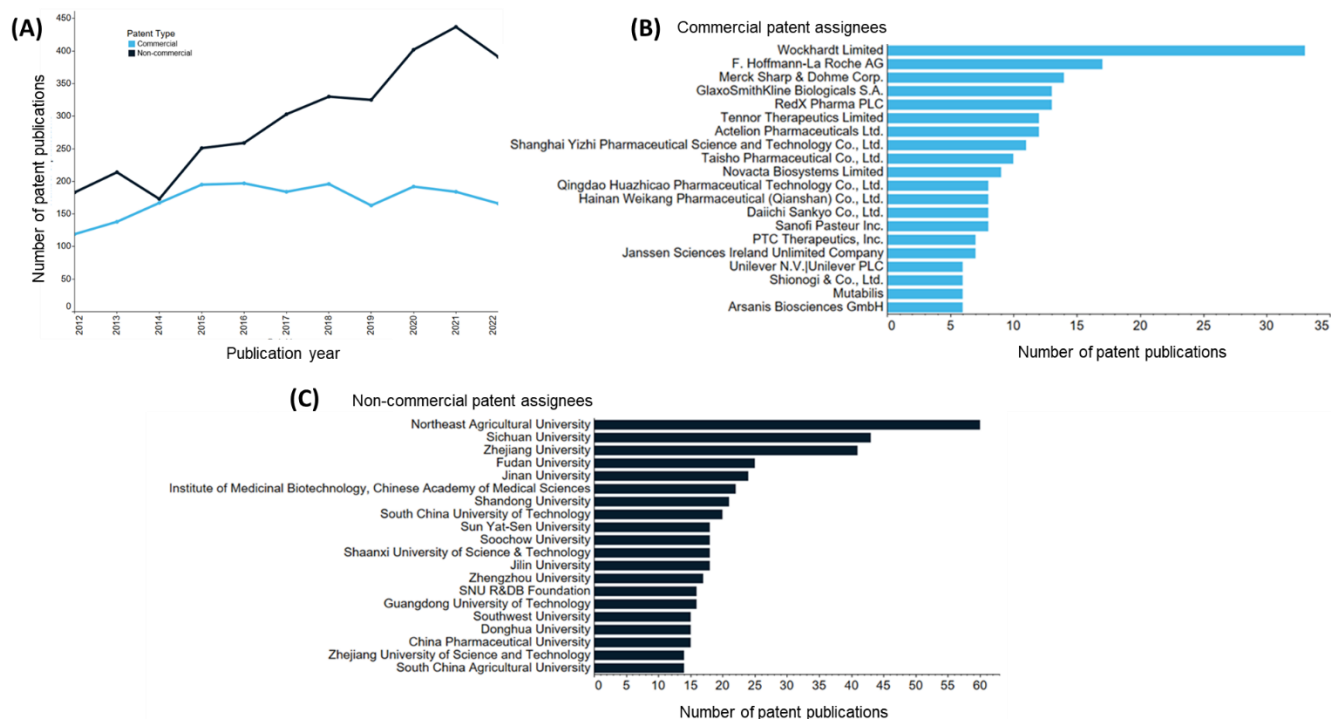 (A)
Patent Type
Commercial
Non-commercial
Number of patent publications
450
400
350
300
250
200
150
100
50
0
2012
2013
2014
2015
2016
2017
2018
2019
2020
2021
2022
Publication year
(B)
Commercial patent assignees
Wockhardt Limited
F. Hoffmann-La Roche AG
Merck Sharp & Dohme Corp.
GlaxoSmithKline Biologicals S.A.
RedX Pharma PLC
Tennor Therapeutics Limited
Actelion Pharmaceuticals Ltd.
Shanghai Yizhi Pharmaceutical Science and Technology Co., Ltd.
Taisho Pharmaceutical Co., Ltd.
Novacta Biosystems Limited
Qingdao Huazhicao Pharmaceutical Technology Co., Ltd.
Hainan Weikang Pharmaceutical (Qianshan) Co., Ltd.
Daiichi Sankyo Co., Ltd.
Sanofi Pasteur Inc.
PTC Therapeutics, Inc.
Janssen Sciences Ireland Unlimited Company
Unilever N.V.|Unilever PLC
Shionogi & Co., Ltd.
Mutabilis
Arsanis Biosciences GmbH
0 5 10 15 20 25 30 35
Number of patent publications
(C)
Non-commercial patent assignees
Northeast Agricultural University
Sichuan University
Zhejiang University
Fudan University
Jinan University
Institute of Medicinal Biotechnology, Chinese Academy of Medical Sciences
Shandong University
South China University of Technology
Sun Yat-Sen University
Soochow University
Shaanxi University of Science & Technology
Jilin University
Zhengzhou University
SNU R&DB Foundation
Guangdong University of Technology
Southwest University
Donghua University
China Pharmaceutical University
Zhejiang University of Science and Technology
South China Agricultural University
0 5 10 15 20 25 30 35 40 45 50 55 60
Number of patent publications